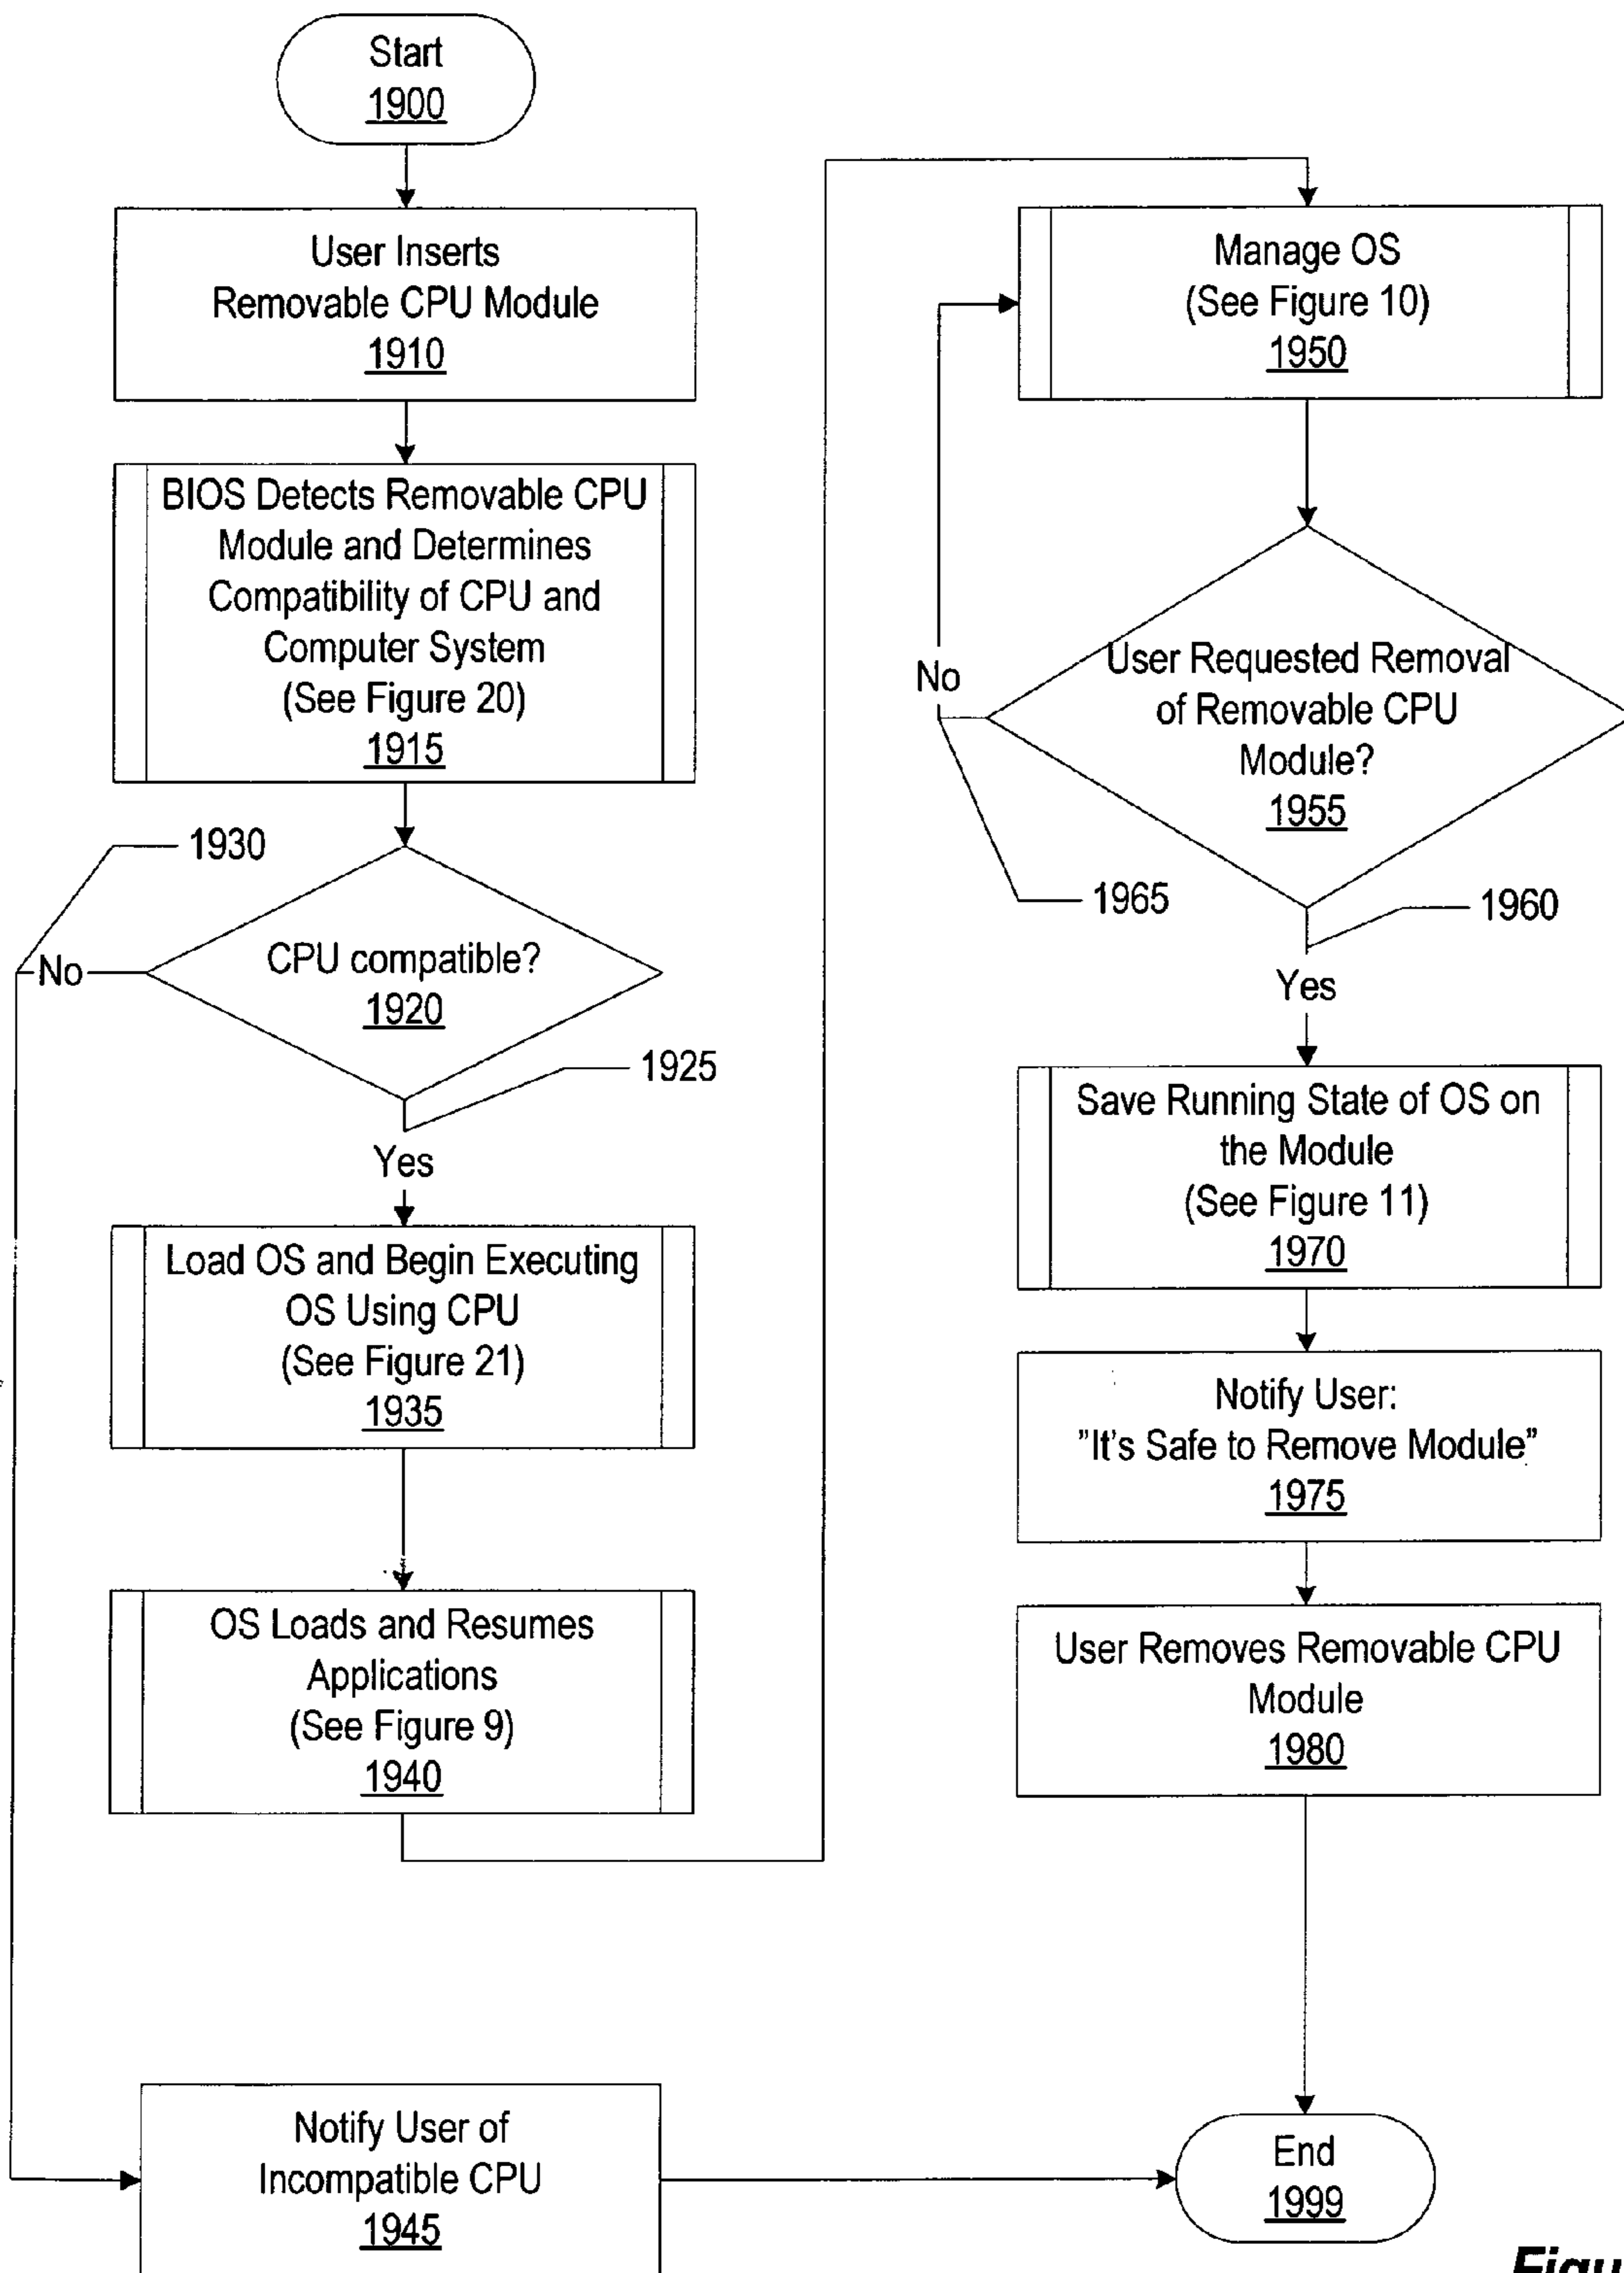 Start
1900
User Inserts
Removable CPU Module
1910
BIOS Detects Removable CPU
Module and Determines
Compatibility of CPU and
Computer System
(See Figure 20)
1915
1930
No
CPU compatible?
1920
1925
Yes
Load OS and Begin Executing
OS Using CPU
(See Figure 21)
1935
OS Loads and Resumes
Applications
(See Figure 9)
1940
Notify User of
Incompatible CPU
1945
Manage OS
(See Figure 10)
1950
No
User Requested Removal
of Removable CPU
Module?
1955
1965
1960
Yes
Save Running State of OS on
the Module
(See Figure 11)
1970
Notify User:
"It's Safe to Remove Module"
1975
User Removes Removable CPU
Module
1980
End
1999